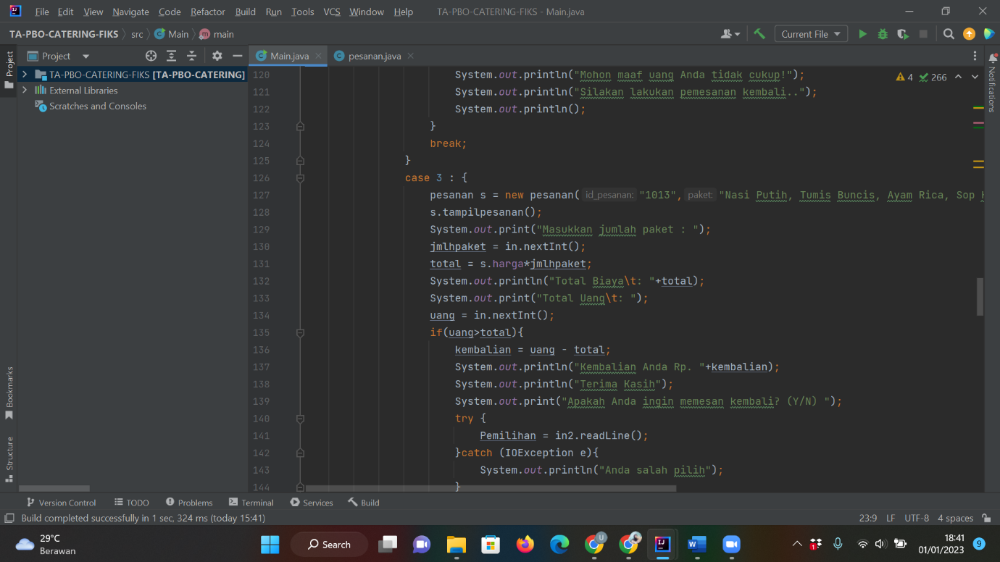 File Edit View Navigate Code Refactor Build Run Tools VCS Window Help TA-PBO-CATERING-FIKS - Main.java
TA-PBO-CATERING-FIKS src Main main Current File
Project
Main.java
pesanan.java
TA-PBO-CATERING-FIKS [TA-PBO-CATERING]
External Libraries
Scratches and Consoles
Project
Bookmarks
Structure
Notifications
4 266
120 System.out.println("Mohon maaf uang Anda tidak cukup!");
121 System.out.println("Silakan lakukan pemesanan kembali..");
122 System.out.println();
123 }
124 break;
125 }
126 case 3 : {
127 pesanan s = new pesanan( id_pesanan: "1013", paket: "Nasi Putih, Tumis Buncis, Ayam Rica, Sop
128 s.tampilpesanan();
129 System.out.print("Masukkan jumlah paket : ");
130 jmlhpaket = in.nextInt();
131 total = s.harga*jmlhpaket;
132 System.out.println("Total Biaya\t: "+total);
133 System.out.print("Total Uang\t: ");
134 uang = in.nextInt();
135 if(uang>total){
136 kembalian = uang - total;
137 System.out.println("Kembalian Anda Rp. "+kembalian);
138 System.out.println("Terima Kasih");
139 System.out.print("Apakah Anda ingin memesan kembali? (Y/N) ");
140 try {
141 Pemilihan = in2.readLine();
142 }catch (IOException e){
143 System.out.println("Anda salah pilih");
144 }
Version Control TODO Problems Terminal Services Build
Build completed successfully in 1 sec, 324 ms (today 15:41) 23:9 LF UTF-8 4 spaces
29°C
Berawan
Search
18:41
01/01/2023
9